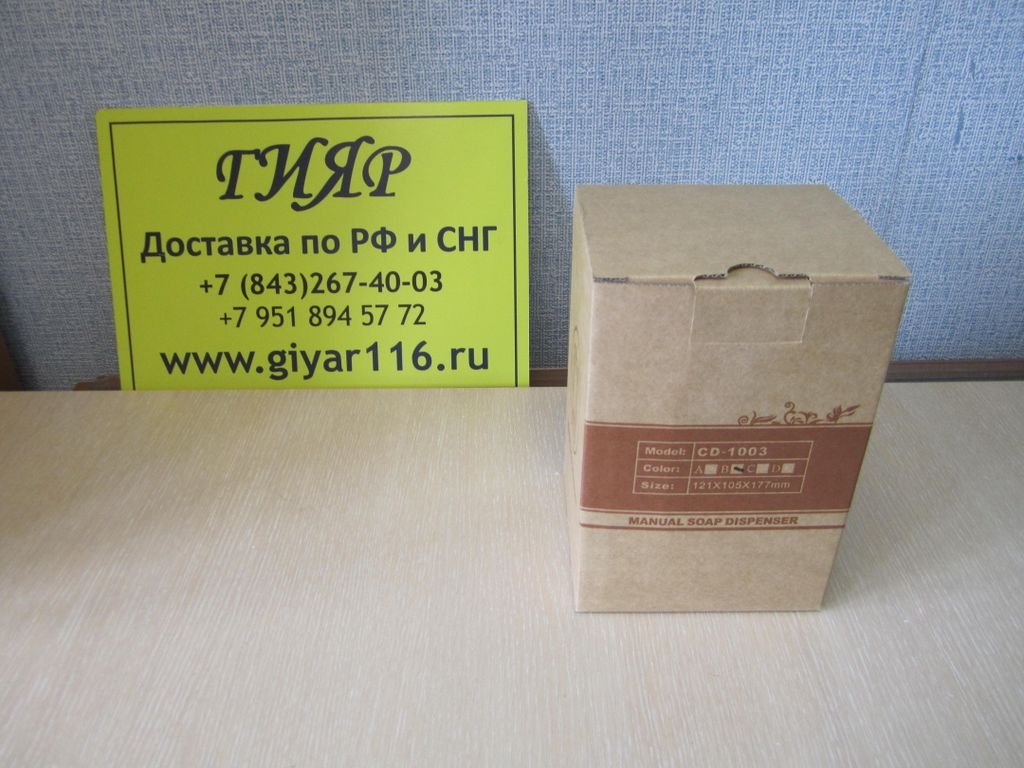 ГИЯР
Доставка по РФ и СНГ
+7 (843)267-40-03
+7 951 894 57 72
www.giyar116.ru
Model: CD-1003
Color: A B C D
Size: 121X105X177mm
MANUAL SOAP DISPENSER